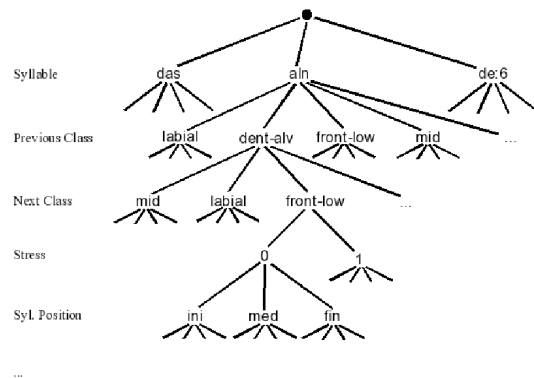 Syllable das aIn de:6
Previous Class labial dent-alv front-low mid ...
Next Class mid labial front-low ...
Stress 0 1
Syl. Position ini med fin
...